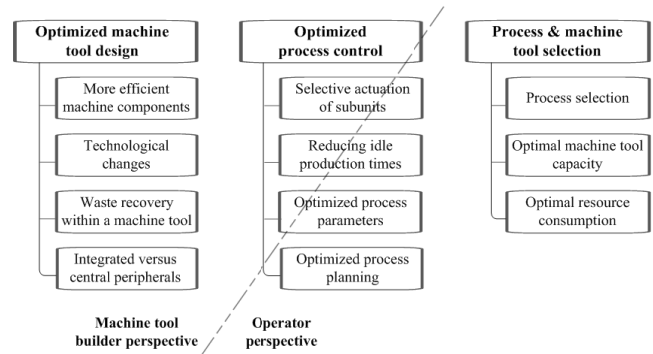 Optimized machine
tool design
More efficient
machine components
Technological
changes
Waste recovery
within a machine tool
Integrated versus
central peripherals
Optimized
process control
Selective actuation
of subunits
Reducing idle
production times
Optimized process
parameters
Optimized process
planning
Process & machine
tool selection
Process selection
Optimal machine tool
capacity
Optimal resource
consumption
Machine tool
builder perspective
Operator
perspective